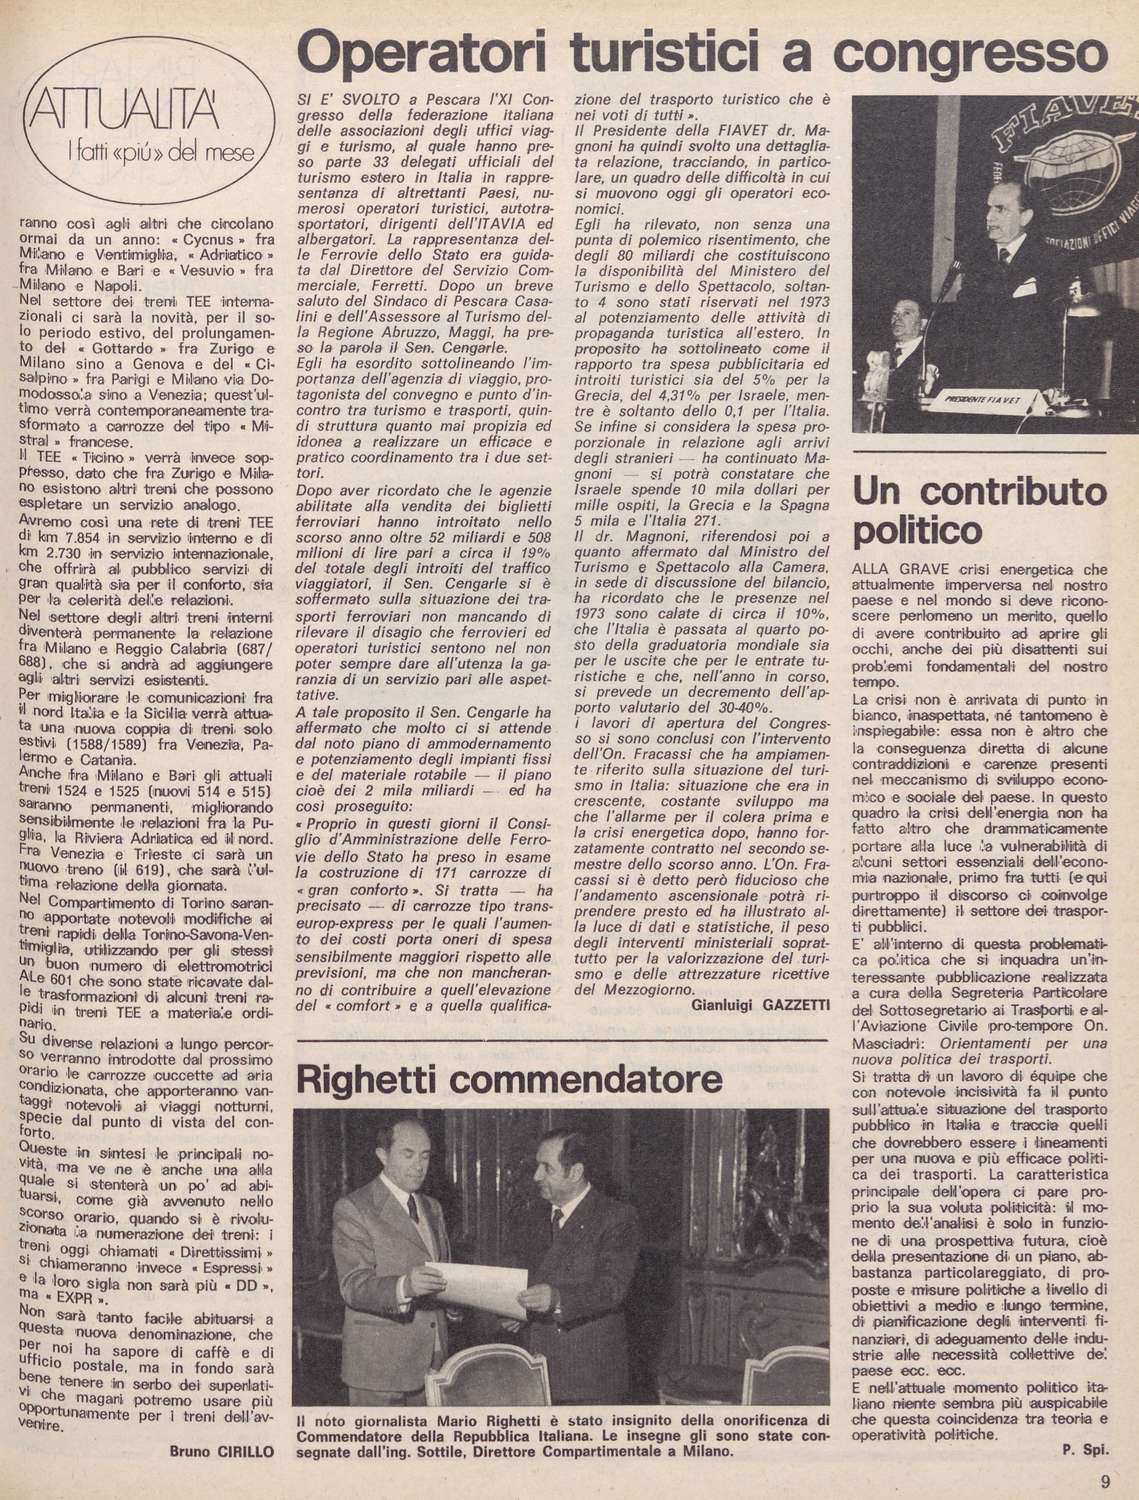 ATTUALITA'
I fatti «più» del mese
ranno così agli altri che circolano
ormai da un anno: « Cycnus » fra
Milano e Ventimiglia, « Adriatico »
fra Milano e Bari e « Vesuvio » fra
Milano e Napoli.
Nel settore dei treni TEE interna-
zionali ci sarà la novità, per il so-
lo periodo estivo, del prolungamen-
to del « Gottardo » fra Zurigo e
Milano sino a Genova e del « Ci-
salpino » fra Parigi e Milano via Do-
modossola sino a Venezia; quest'ul-
timo verrà contemporaneamente tra-
sformato a carrozze del tipo « Mi-
stral » francese.
Il TEE « Ticino » verrà invece sop-
presso, dato che fra Zurigo e Mila-
no esistono altri treni che possono
espletare un servizio analogo.
Avremo così una rete di treni TEE
di km 7.854 in servizio interno e di
km 2.730 in servizio internazionale,
che offrirà al pubblico servizi di
gran qualità sia per il conforto, sia
per la celerità delle relazioni.
Nel settore degli altri treni interni
diventerà permanente la relazione
fra Milano e Reggio Calabria (687/
688), che si andrà ad aggiungere
agli altri servizi esistenti.
Per migliorare le comunicazioni fra
il nord Italia e la Sicilia verrà attua-
ta una nuova coppia di treni solo
estivi (1588/1589) fra Venezia, Pa-
lermo e Catania.
Anche fra Milano e Bari gli attuali
treni 1524 e 1525 (nuovi 514 e 515)
saranno permanenti, migliorando
sensibilmente le relazioni fra la Pu-
glia, la Riviera Adriatica ed il nord.
Fra Venezia e Trieste ci sarà un
nuovo treno (il 619), che sarà l'ul-
tima relazione della giornata.
Nel Compartimento di Torino saran-
no apportate notevoli modifiche ai
treni rapidi della Torino-Savona-Ven-
timiglia, utilizzando per gli stessi
un buon numero di elettromotrici
ALe 601 che sono state ricavate dal-
le trasformazioni di alcuni treni ra-
pidi in treni TEE a materiale ordi-
nario.
Su diverse relazioni a lungo percor-
so verranno introdotte dal prossimo
orario le carrozze cuccette ad aria
condizionata, che apporteranno van-
taggi notevoli ai viaggi notturni,
specie dal punto di vista del con-
forto.
Queste in sintesi le principali no-
vità, ma ve ne è anche una alla
quale si stenterà un po' ad abi-
tuarsi, come già avvenuto nello
scorso orario, quando si è rivolu-
zionata la numerazione dei treni: i
treni oggi chiamati « Direttissimi »
si chiameranno invece « Espressi »
e la loro sigla non sarà più « DD »,
ma « EXPR ».
Non sarà tanto facile abituarsi a
questa nuova denominazione, che
per noi ha sapore di caffè e di
ufficio postale, ma in fondo sarà
bene tenere in serbo dei superlati-
vi che magari potremo usare più
opportunamente per i treni dell'av-
venire.
Bruno CIRILLO
Operatori turistici a congresso
SI E' SVOLTO a Pescara l'XI Con-
gresso della federazione italiana
delle associazioni degli uffici viag-
gi e turismo, al quale hanno pre-
so parte 33 delegati ufficiali del
turismo estero in Italia in rappre-
sentanza di altrettanti Paesi, nu-
merosi operatori turistici, autotra-
sportatori, dirigenti dell'ITAVIA ed
albergatori. La rappresentanza del-
le Ferrovie dello Stato era guida-
ta dal Direttore del Servizio Com-
merciale, Ferretti. Dopo un breve
saluto del Sindaco di Pescara Casa-
lini e dell'Assessore al Turismo del-
la Regione Abruzzo, Maggi, ha pre-
so la parola il Sen. Cengarle.
Egli ha esordito sottolineando l'im-
portanza dell'agenzia di viaggio, pro-
tagonista del convegno e punto d'in-
contro tra turismo e trasporti, quin-
di struttura quanto mai propizia ed
idonea a realizzare un efficace e
pratico coordinamento tra i due set-
tori.
Dopo aver ricordato che le agenzie
abilitate alla vendita dei biglietti
ferroviari hanno introitato nello
scorso anno oltre 52 miliardi e 508
milioni di lire pari a circa il 19%
del totale degli introiti del traffico
viaggiatori, il Sen. Cengarle si è
soffermato sulla situazione dei tra-
sporti ferroviari non mancando di
rilevare il disagio che ferrovieri ed
operatori turistici sentono nel non
poter sempre dare all'utenza la ga-
ranzia di un servizio pari alle aspet-
tative.
A tale proposito il Sen. Cengarle ha
affermato che molto ci si attende
dal noto piano di ammodernamento
e potenziamento degli impianti fissi
e del materiale rotabile — il piano
cioè dei 2 mila miliardi — ed ha
così proseguito:
« Proprio in questi giorni il Consi-
glio d'Amministrazione delle Ferro-
vie dello Stato ha preso in esame
la costruzione di 171 carrozze di
« gran conforto ». Si tratta — ha
precisato — di carrozze tipo trans-
europ-express per le quali l'aumen-
to dei costi porta oneri di spesa
sensibilmente maggiori rispetto alle
previsioni, ma che non mancheran-
no di contribuire a quell'elevazione
del « comfort » e a quella qualifica-
zione del trasporto turistico che è
nei voti di tutti ».
Il Presidente della FIAVET dr. Ma-
gnoni ha quindi svolto una dettaglia-
ta relazione, tracciando, in partico-
lare, un quadro delle difficoltà in cui
si muovono oggi gli operatori eco-
nomici.
Egli ha rilevato, non senza una
punta di polemico risentimento, che
degli 80 miliardi che costituiscono
la disponibilità del Ministero del
Turismo e dello Spettacolo, soltan-
to 4 sono stati riservati nel 1973
al potenziamento delle attività di
propaganda turistica all'estero. In
proposito ha sottolineato come il
rapporto tra spesa pubblicitaria ed
introiti turistici sia del 5% per la
Grecia, del 4,31% per Israele, men-
tre è soltanto dello 0,1 per l'Italia.
Se infine si considera la spesa pro-
porzionale in relazione agli arrivi
degli stranieri — ha continuato Ma-
gnoni — si potrà constatare che
Israele spende 10 mila dollari per
mille ospiti, la Grecia e la Spagna
5 mila e l'Italia 271.
Il dr. Magnoni, riferendosi poi a
quanto affermato dal Ministro del
Turismo e Spettacolo alla Camera,
in sede di discussione del bilancio,
ha ricordato che le presenze nel
1973 sono calate di circa il 10%,
che l'Italia è passata al quarto po-
sto della graduatoria mondiale sia
per le uscite che per le entrate tu-
ristiche e che, nell'anno in corso,
si prevede un decremento dell'ap-
porto valutario del 30-40%.
i lavori di apertura del Congres-
so si sono conclusi con l'intervento
dell'On. Fracassi che ha ampiamen-
te riferito sulla situazione del turi-
smo in Italia: situazione che era in
crescente, costante sviluppo ma
che l'allarme per il colera prima e
la crisi energetica dopo, hanno for-
zatamente contratto nel secondo se-
mestre dello scorso anno. L'On. Fra-
cassi si è detto però fiducioso che
l'andamento ascensionale potrà ri-
prendere presto ed ha illustrato al-
la luce di dati e statistiche, il peso
degli interventi ministeriali soprat-
tutto per la valorizzazione del turi-
smo e delle attrezzature ricettive
del Mezzogiorno.
Gianluigi GAZZETTI
FIAVET
SOCIAZIONI UFFICI VIAGG
PRESIDENTE FIAVET
Righetti commendatore
Il noto giornalista Mario Righetti è stato insignito della onorificenza di
Commendatore della Repubblica Italiana. Le insegne gli sono state con-
segnate dall'ing. Sottile, Direttore Compartimentale a Milano.
Un contributo
politico
ALLA GRAVE crisi energetica che
attualmente imperversa nel nostro
paese e nel mondo si deve ricono-
scere perlomeno un merito, quello
di avere contribuito ad aprire gli
occhi, anche dei più disattenti sui
problemi fondamentali del nostro
tempo.
La crisi non è arrivata di punto in
bianco, inaspettata, né tantomeno è
inspiegabile: essa non è altro che
la conseguenza diretta di alcune
contraddizioni e carenze presenti
nel meccanismo di sviluppo econo-
mico e sociale del paese. In questo
quadro la crisi dell'energia non ha
fatto altro che drammaticamente
portare alla luce la vulnerabilità di
alcuni settori essenziali dell'econo-
mia nazionale, primo fra tutti (e qui
purtroppo il discorso ci coinvolge
direttamente) il settore dei traspor-
ti pubblici.
E' all'interno di questa problemati-
ca politica che si inquadra un'in-
teressante pubblicazione realizzata
a cura della Segreteria Particolare
del Sottosegretario ai Trasporti e al-
l'Aviazione Civile pro-tempore On.
Masciadri: Orientamenti per una
nuova politica dei trasporti.
Si tratta di un lavoro di équipe che
con notevole incisività fa il punto
sull'attuale situazione del trasporto
pubblico in Italia e traccia quelli
che dovrebbero essere i lineamenti
per una nuova e più efficace politi-
ca dei trasporti. La caratteristica
principale dell'opera ci pare pro-
prio la sua voluta politicità: il mo-
mento dell'analisi è solo in funzio-
ne di una prospettiva futura, cioè
della presentazione di un piano, ab-
bastanza particolareggiato, di pro-
poste e misure politiche a livello di
obiettivi a medio e lungo termine,
di pianificazione degli interventi fi-
nanziari, di adeguamento delle indu-
strie alle necessità collettive del
paese ecc. ecc.
E nell'attuale momento politico ita-
liano niente sembra più auspicabile
che questa coincidenza tra teoria e
operatività politiche.
P. Spi.
9